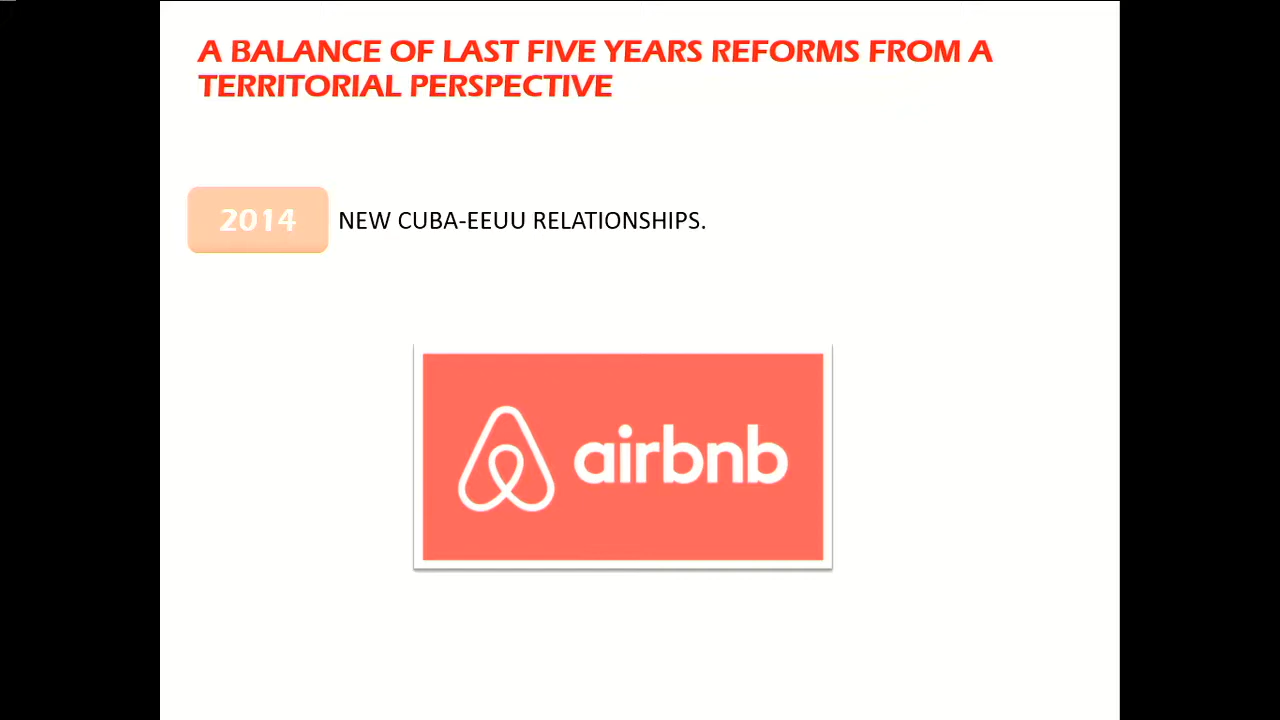 A BALANCE OF LAST FIVE YEARS REFORMS FROM A
TERRITORIAL PERSPECTIVE
2014 NEW CUBA-EEUU RELATIONSHIPS.
airbnb